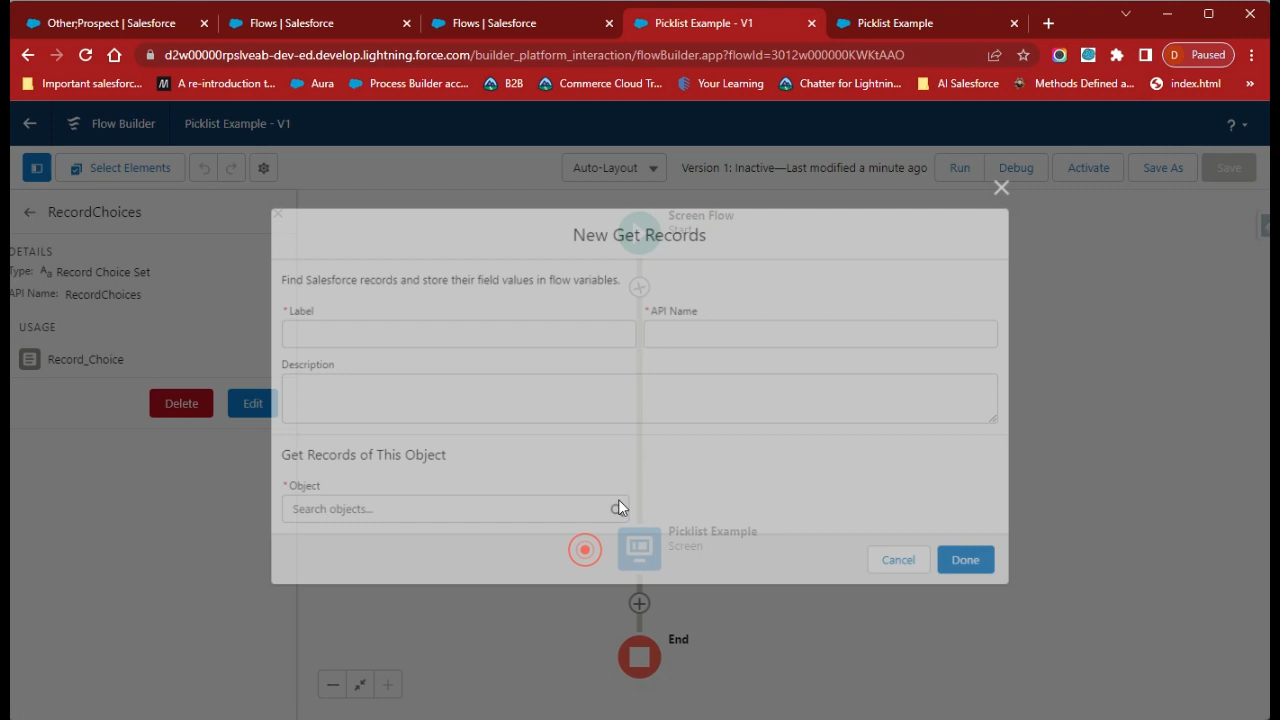 Other;Prospect | Salesforce
Flows | Salesforce
Flows | Salesforce
Picklist Example - V1
Picklist Example
d2w00000rpslveab-dev-ed.develop.lightning.force.com/builder_platform_interaction/flowBuilder.app?flowId=3012w000000KWKtAAO
D Paused
Important salesforc...
A re-introduction t...
Aura
Process Builder acc...
B2B
Commerce Cloud Tr...
Your Learning
Chatter for Lightnin...
AI Salesforce
Methods Defined a...
index.html
»
Flow Builder
Picklist Example - V1
?
Select Elements
Auto-Layout
Version 1: Inactive—Last modified a minute ago
Run
Debug
Activate
Save As
Save
RecordChoices
DETAILS
Type: Aa Record Choice Set
API Name: RecordChoices
USAGE
Record_Choice
Delete
Edit
Screen Flow
Start
New Get Records
Find Salesforce records and store their field values in flow variables.
* Label
* API Name
Description
Get Records of This Object
* Object
Search objects...
Picklist Example
Screen
Cancel
Done
End